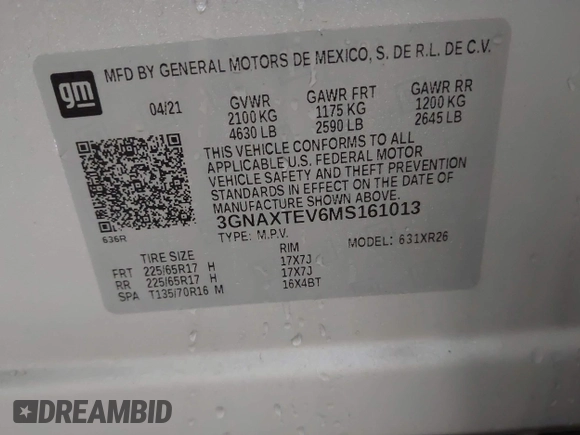 gm
MFD BY GENERAL MOTORS DE MEXICO, S. DE R.L. DE C.V.
04/21 GVWR GAWR FRT GAWR RR
2100 KG 1175 KG 1200 KG
4630 LB 2590 LB 2645 LB
THIS VEHICLE CONFORMS TO ALL
APPLICABLE U.S. FEDERAL MOTOR
VEHICLE SAFETY AND THEFT PREVENTION
STANDARDS IN EFFECT ON THE DATE OF
MANUFACTURE SHOWN ABOVE.
3GNAXTEV6MS161013
636R
TYPE: M.P.V. MODEL: 631XR26
TIRE SIZE RIM
FRT 225/65R17 H 17X7J
RR 225/65R17 H 17X7J
SPA T135/70R16 M 16X4BT
DREAMBID